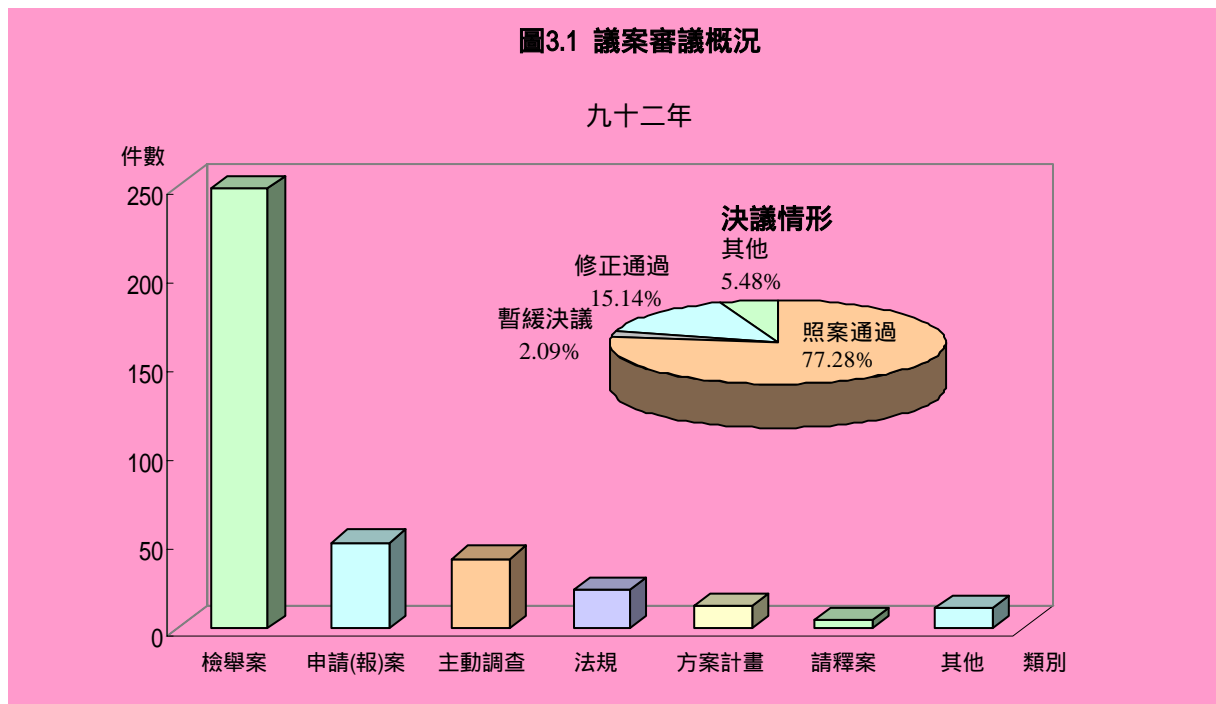 圖3.1 議案審議概況
九十二年
件數
250
200
150
100
50
0
決議情形
其他
5.48%
修正通過
15.14%
暫緩決議
2.09%
照案通過
77.28%
檢舉案 申請(報)案 主動調查 法規 方案計畫 請釋案 其他 類別